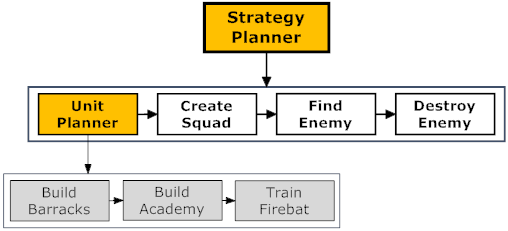 Strategy
Planner
Unit
Planner
Create
Squad
Find
Enemy
Destroy
Enemy
Build
Barracks
Build
Academy
Train
Firebat